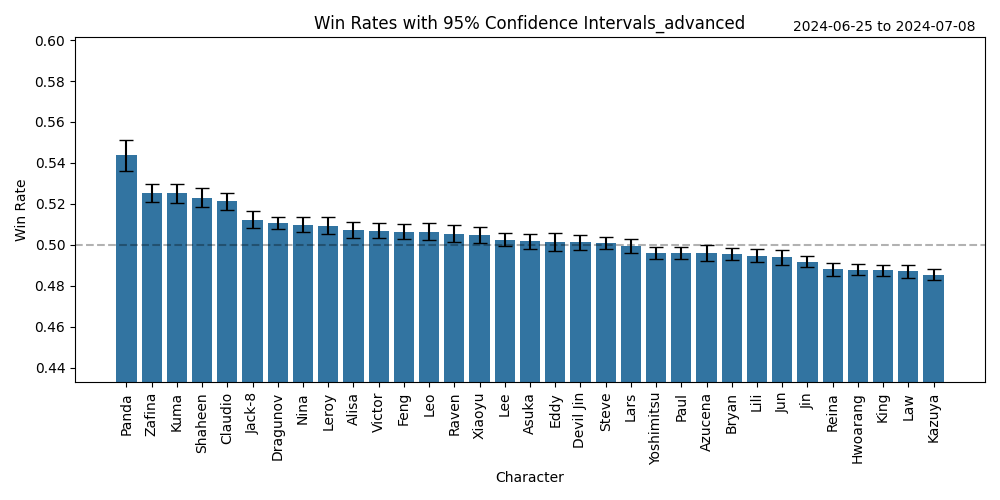 Win Rates with 95% Confidence Intervals_advanced
2024-06-25 to 2024-07-08
Win Rate
0.60
0.58
0.56
0.54
0.52
0.50
0.48
0.46
0.44
Panda
Zafina
Kuma
Shaheen
Claudio
Jack-8
Dragunov
Nina
Leroy
Alisa
Victor
Feng
Leo
Raven
Xiaoyu
Lee
Asuka
Eddy
Devil Jin
Steve
Lars
Yoshimitsu
Paul
Azucena
Bryan
Lili
Jun
Jin
Reina
Hwoarang
King
Law
Kazuya
Character